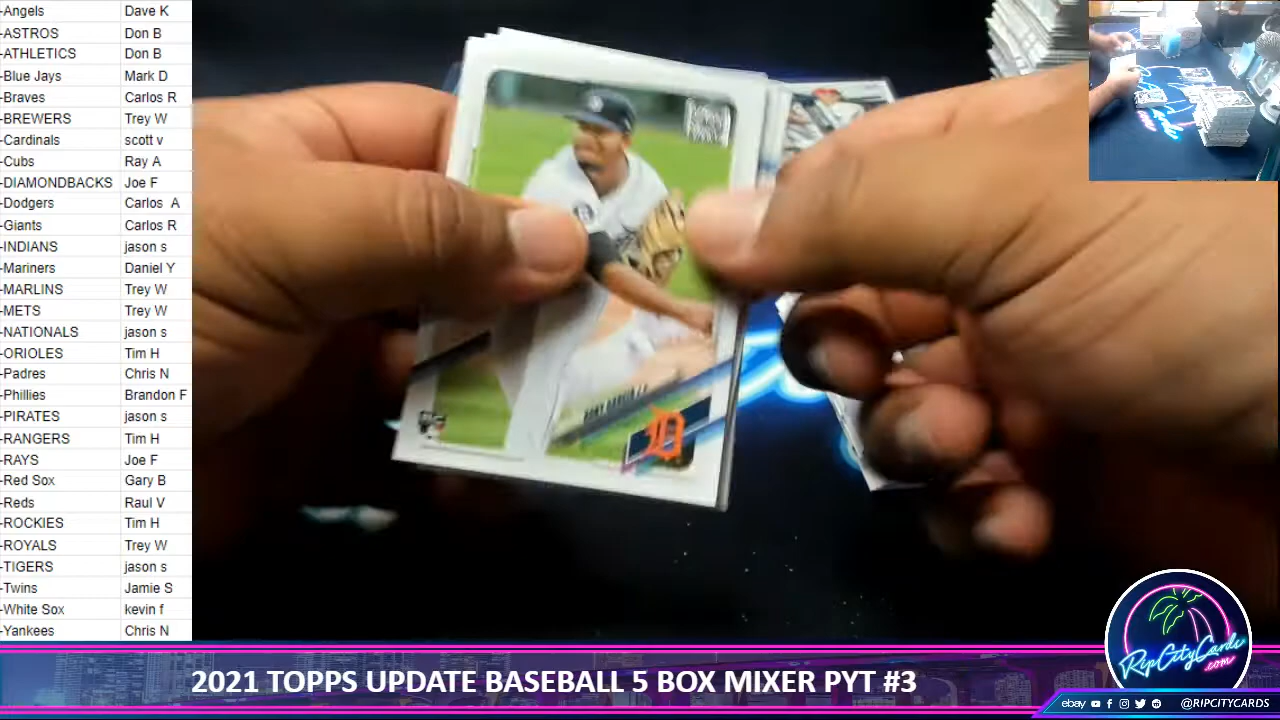 -Angels Dave K
-ASTROS Don B
-ATHLETICS Don B
-Blue Jays Mark D
-Braves Carlos R
-BREWERS Trey W
-Cardinals scott v
-Cubs Ray A
-DIAMONDBACKS Joe F
-Dodgers Carlos A
-Giants Carlos R
-INDIANS jason s
-Mariners Daniel Y
-MARLINS Trey W
-METS Trey W
-NATIONALS jason s
-ORIOLES Tim H
-Padres Chris N
-Phillies Brandon F
-PIRATES jason s
-RANGERS Tim H
-RAYS Joe F
-Red Sox Gary B
-Reds Raul V
-ROCKIES Tim H
-ROYALS Trey W
-TIGERS jason s
-Twins Jamie S
-White Sox kevin f
-Yankees Chris N
D
RipCityCards
.com
2021 TOPPS UPDATE BASEBALL 5 BOX MIXER PYT #3
ebay @RIPCITYCARDS